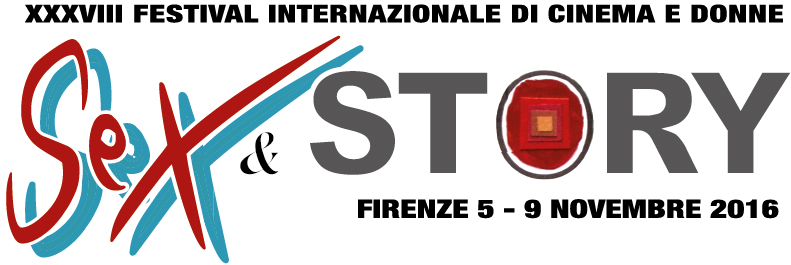 XXXVIII FESTIVAL INTERNAZIONALE DI CINEMA E DONNE
Sex & STORY
FIRENZE 5 - 9 NOVEMBRE 2016